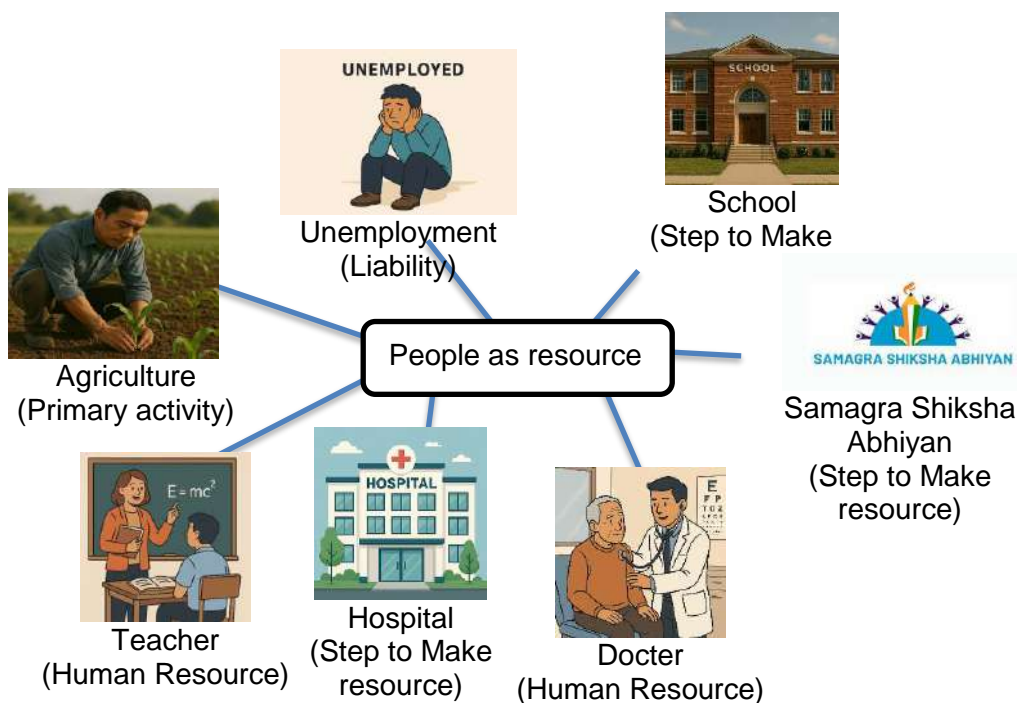 UNEMPLOYED
Unemployment
(Liability)
SCHOOL
School
(Step to Make
SAMAGRA SHIKSHA ABHIYAN
Samagra Shiksha
Abhiyan
(Step to Make
resource)
People as resource
Agriculture
(Primary activity)
E=mc²
Teacher
(Human Resource)
HOSPITAL
Hospital
(Step to Make
resource)
E
F P
T O Z
Docter
(Human Resource)